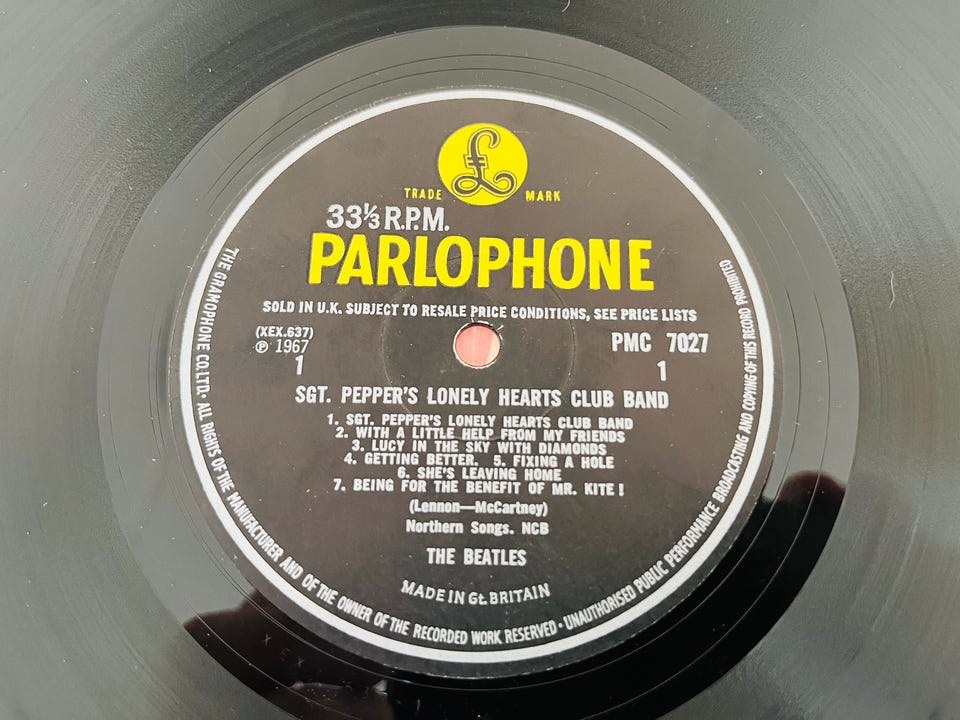 £
TRADE MARK
33⅓ R.P.M.
PARLOPHONE
SOLD IN U.K. SUBJECT TO RESALE PRICE CONDITIONS, SEE PRICE LISTS
(XEX.637)
℗ 1967
1
PMC 7027
1
SGT. PEPPER'S LONELY HEARTS CLUB BAND
1. SGT. PEPPER'S LONELY HEARTS CLUB BAND
2. WITH A LITTLE HELP FROM MY FRIENDS
3. LUCY IN THE SKY WITH DIAMONDS
4. GETTING BETTER. 5. FIXING A HOLE
6. SHE'S LEAVING HOME
7. BEING FOR THE BENEFIT OF MR. KITE!
(Lennon—McCartney)
Northern Songs. NCB
THE BEATLES
MADE IN Gt. BRITAIN
THE GRAMOPHONE CO. LTD. ALL RIGHTS OF THE MANUFACTURER AND OF THE OWNER OF THE RECORDED WORK RESERVED · UNAUTHORISED PUBLIC PERFORMANCE BROADCASTING AND COPYING OF THIS RECORD PROHIBITED